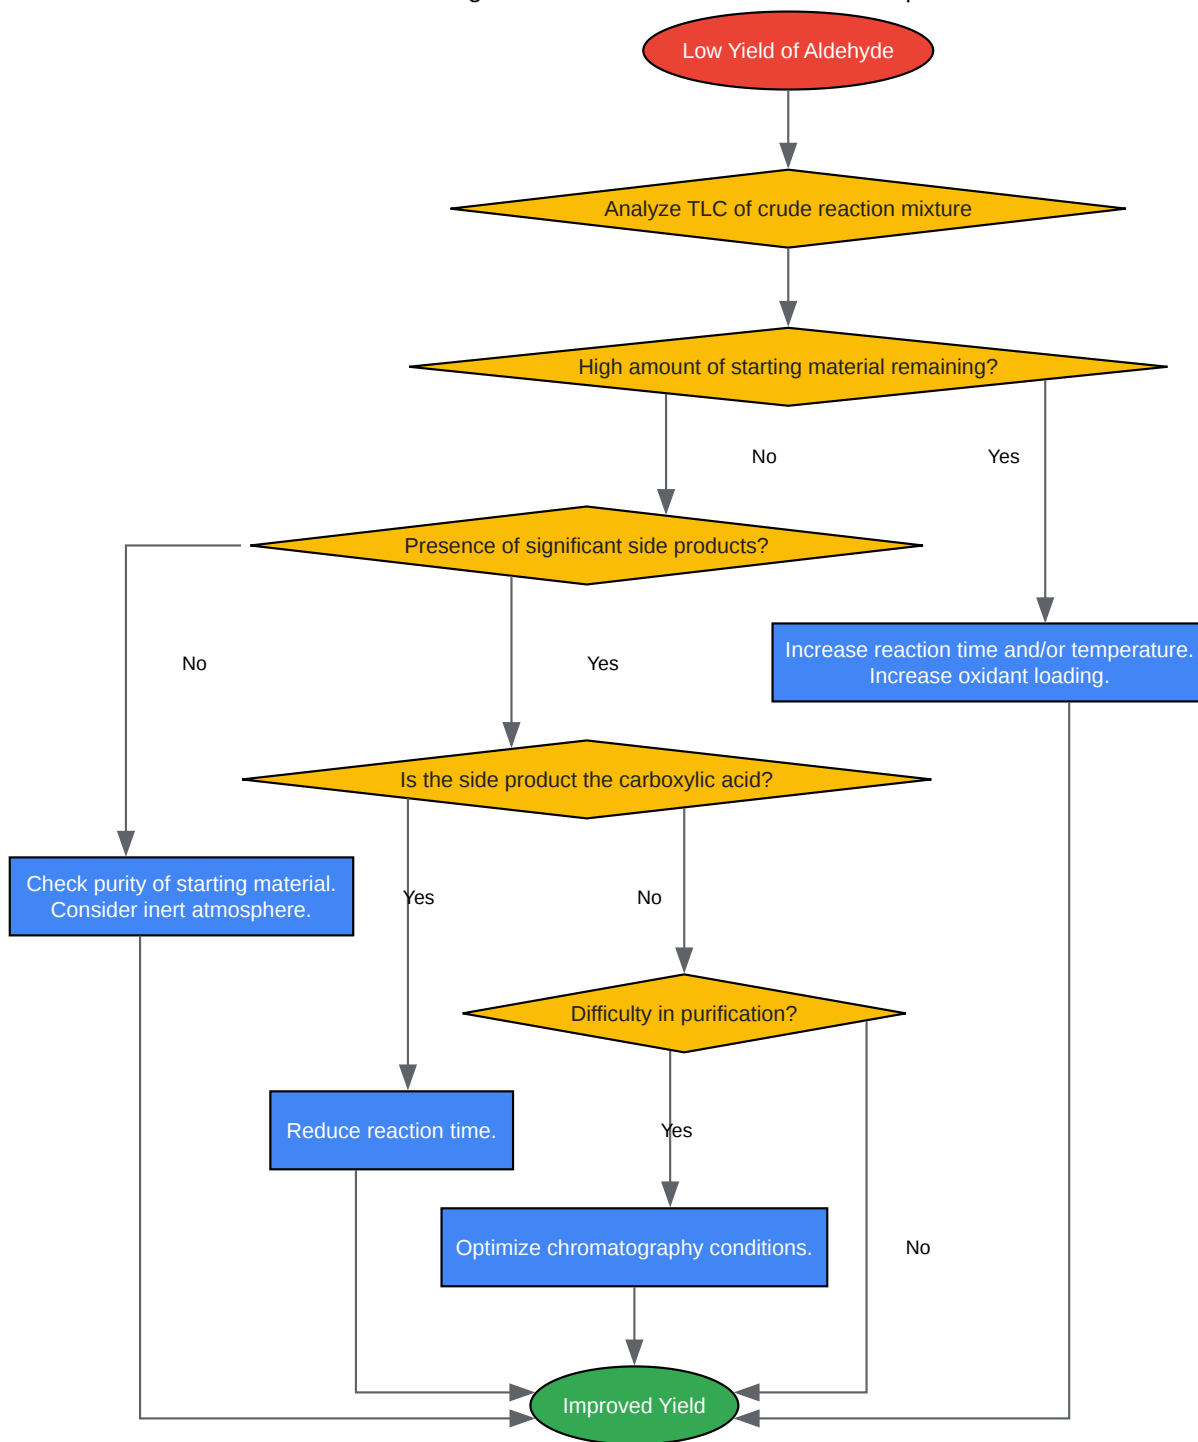 Low Yield of Aldehyde
Analyze TLC of crude reaction mixture
High amount of starting material remaining?
No
Yes
Presence of significant side products?
Increase reaction time and/or temperature.
Increase oxidant loading.
No
Yes
Is the side product the carboxylic acid?
Check purity of starting material.
Consider inert atmosphere.
Yes
No
Difficulty in purification?
Reduce reaction time.
Yes
Optimize chromatography conditions.
No
Improved Yield